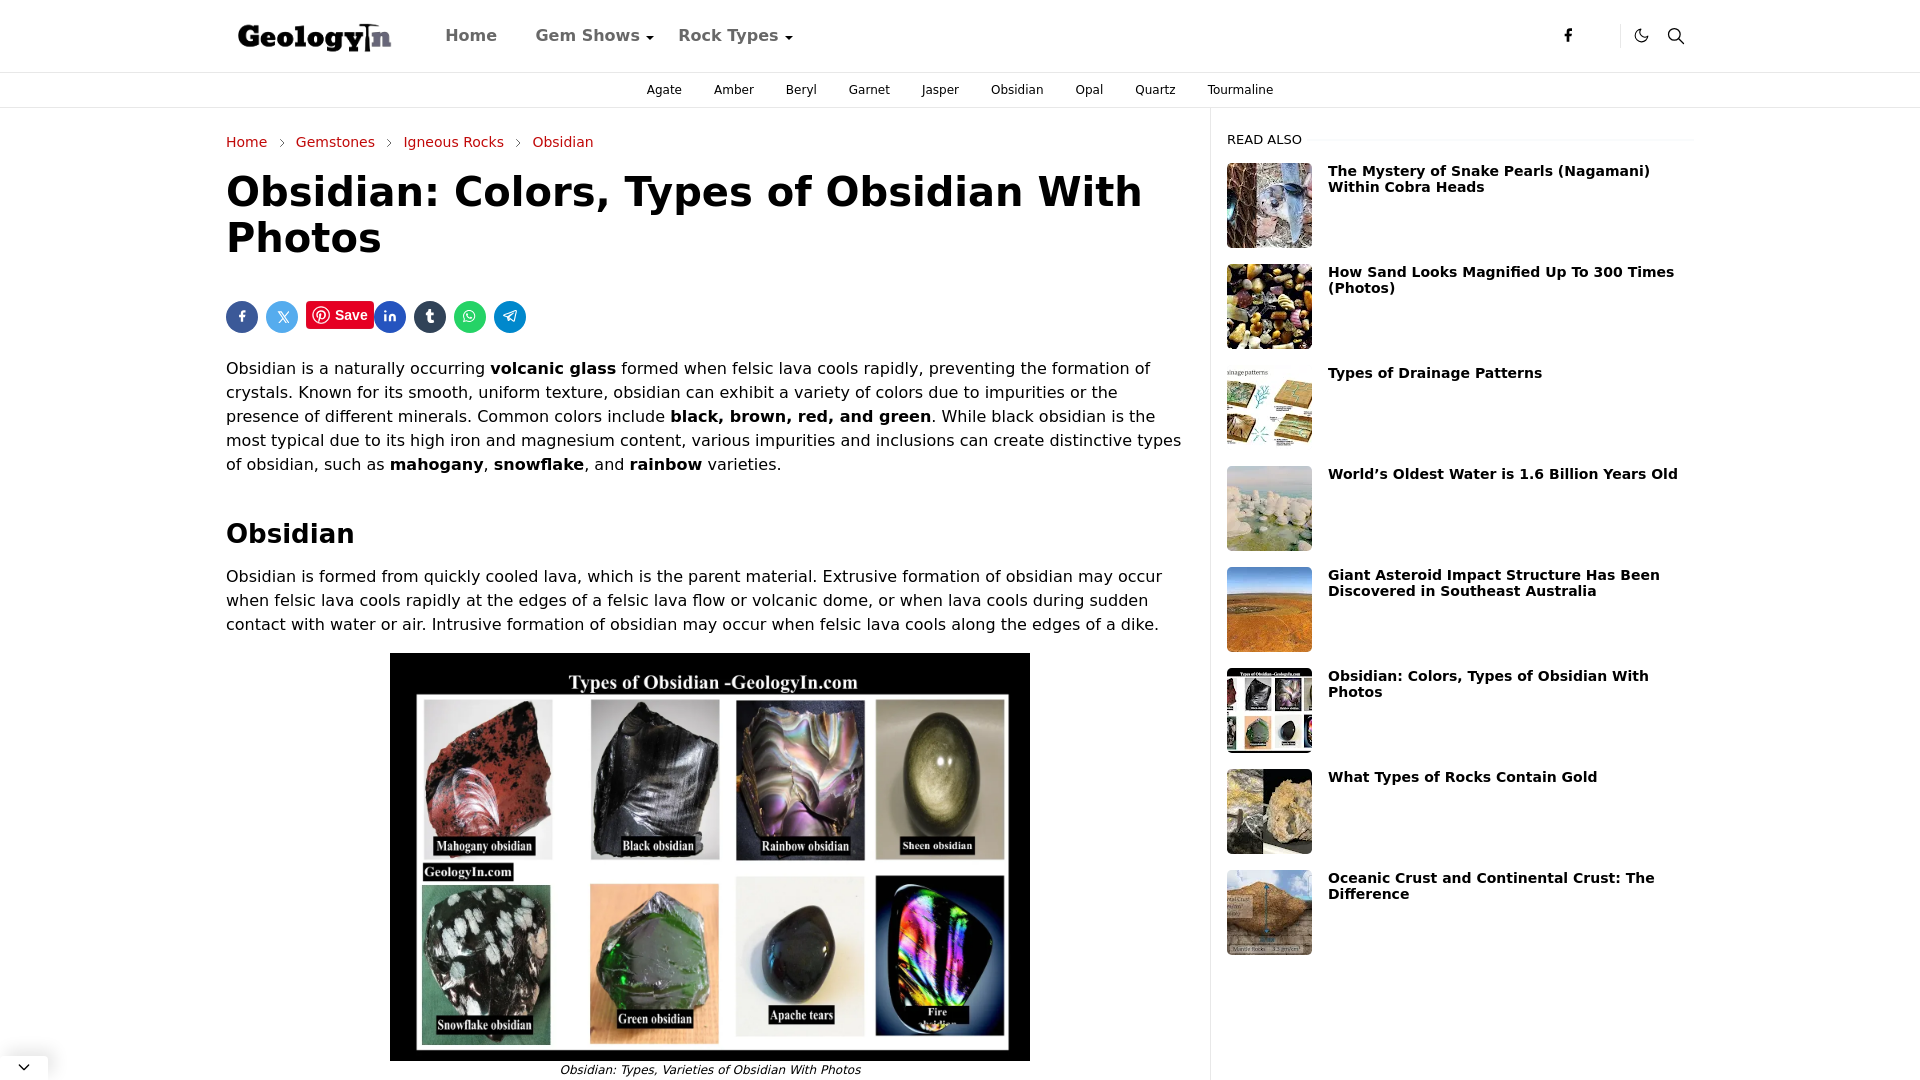 GeologyIn
Home
Gem Shows
Rock Types
Agate
Amber
Beryl
Garnet
Jasper
Obsidian
Opal
Quartz
Tourmaline
Home
Gemstones
Igneous Rocks
Obsidian
Obsidian: Colors, Types of Obsidian With
Photos
Save
Obsidian is a naturally occurring volcanic glass formed when felsic lava cools rapidly, preventing the formation of
crystals. Known for its smooth, uniform texture, obsidian can exhibit a variety of colors due to impurities or the
presence of different minerals. Common colors include black, brown, red, and green. While black obsidian is the
most typical due to its high iron and magnesium content, various impurities and inclusions can create distinctive types
of obsidian, such as mahogany, snowflake, and rainbow varieties.
Obsidian
Obsidian is formed from quickly cooled lava, which is the parent material. Extrusive formation of obsidian may occur
when felsic lava cools rapidly at the edges of a felsic lava flow or volcanic dome, or when lava cools during sudden
contact with water or air. Intrusive formation of obsidian may occur when felsic lava cools along the edges of a dike.
Types of Obsidian -GeologyIn.com
Mahogany obsidian
Black obsidian
Rainbow obsidian
Sheen obsidian
GeologyIn.com
Snowflake obsidian
Green obsidian
Apache tears
Fire
Obsidian: Types, Varieties of Obsidian With Photos
READ ALSO
The Mystery of Snake Pearls (Nagamani)
Within Cobra Heads
How Sand Looks Magnified Up To 300 Times
(Photos)
Types of Drainage Patterns
World’s Oldest Water is 1.6 Billion Years Old
Giant Asteroid Impact Structure Has Been
Discovered in Southeast Australia
Obsidian: Colors, Types of Obsidian With
Photos
What Types of Rocks Contain Gold
Oceanic Crust and Continental Crust: The
Difference